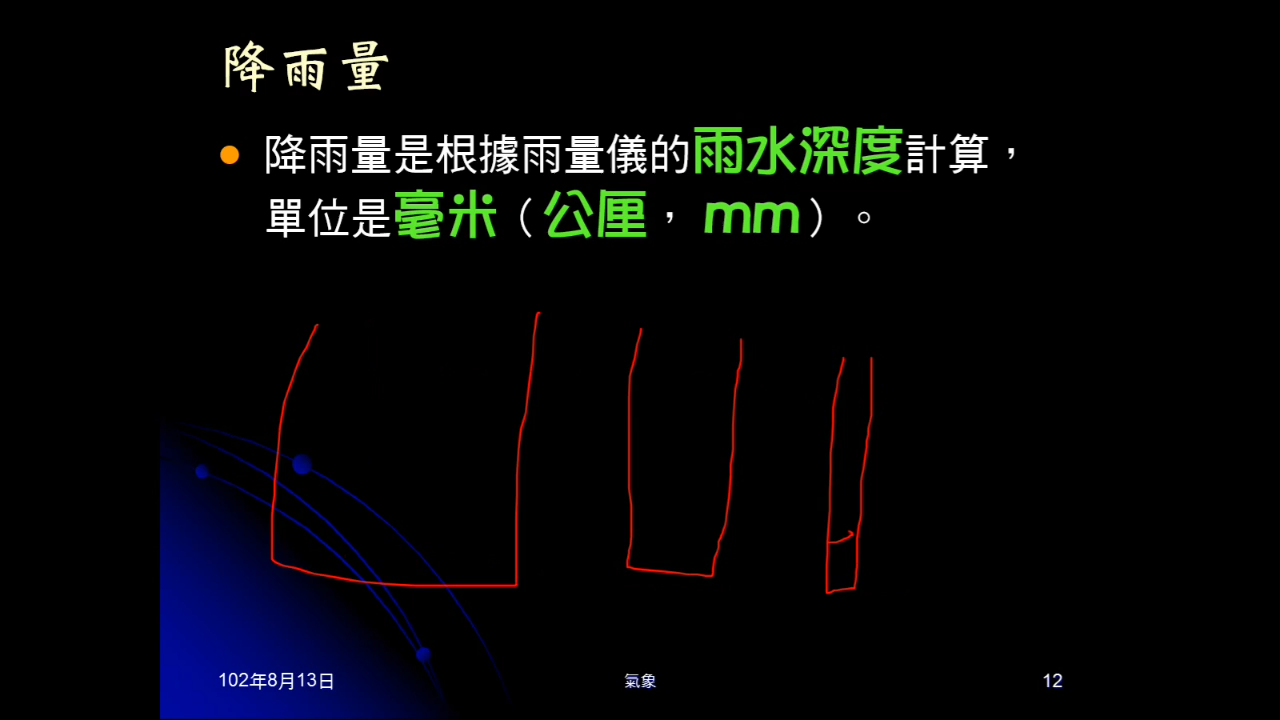 降雨量
降雨量是根據雨量儀的雨水深度計算，
單位是毫米（公厘， mm）。
102年8月13日
氣象
12